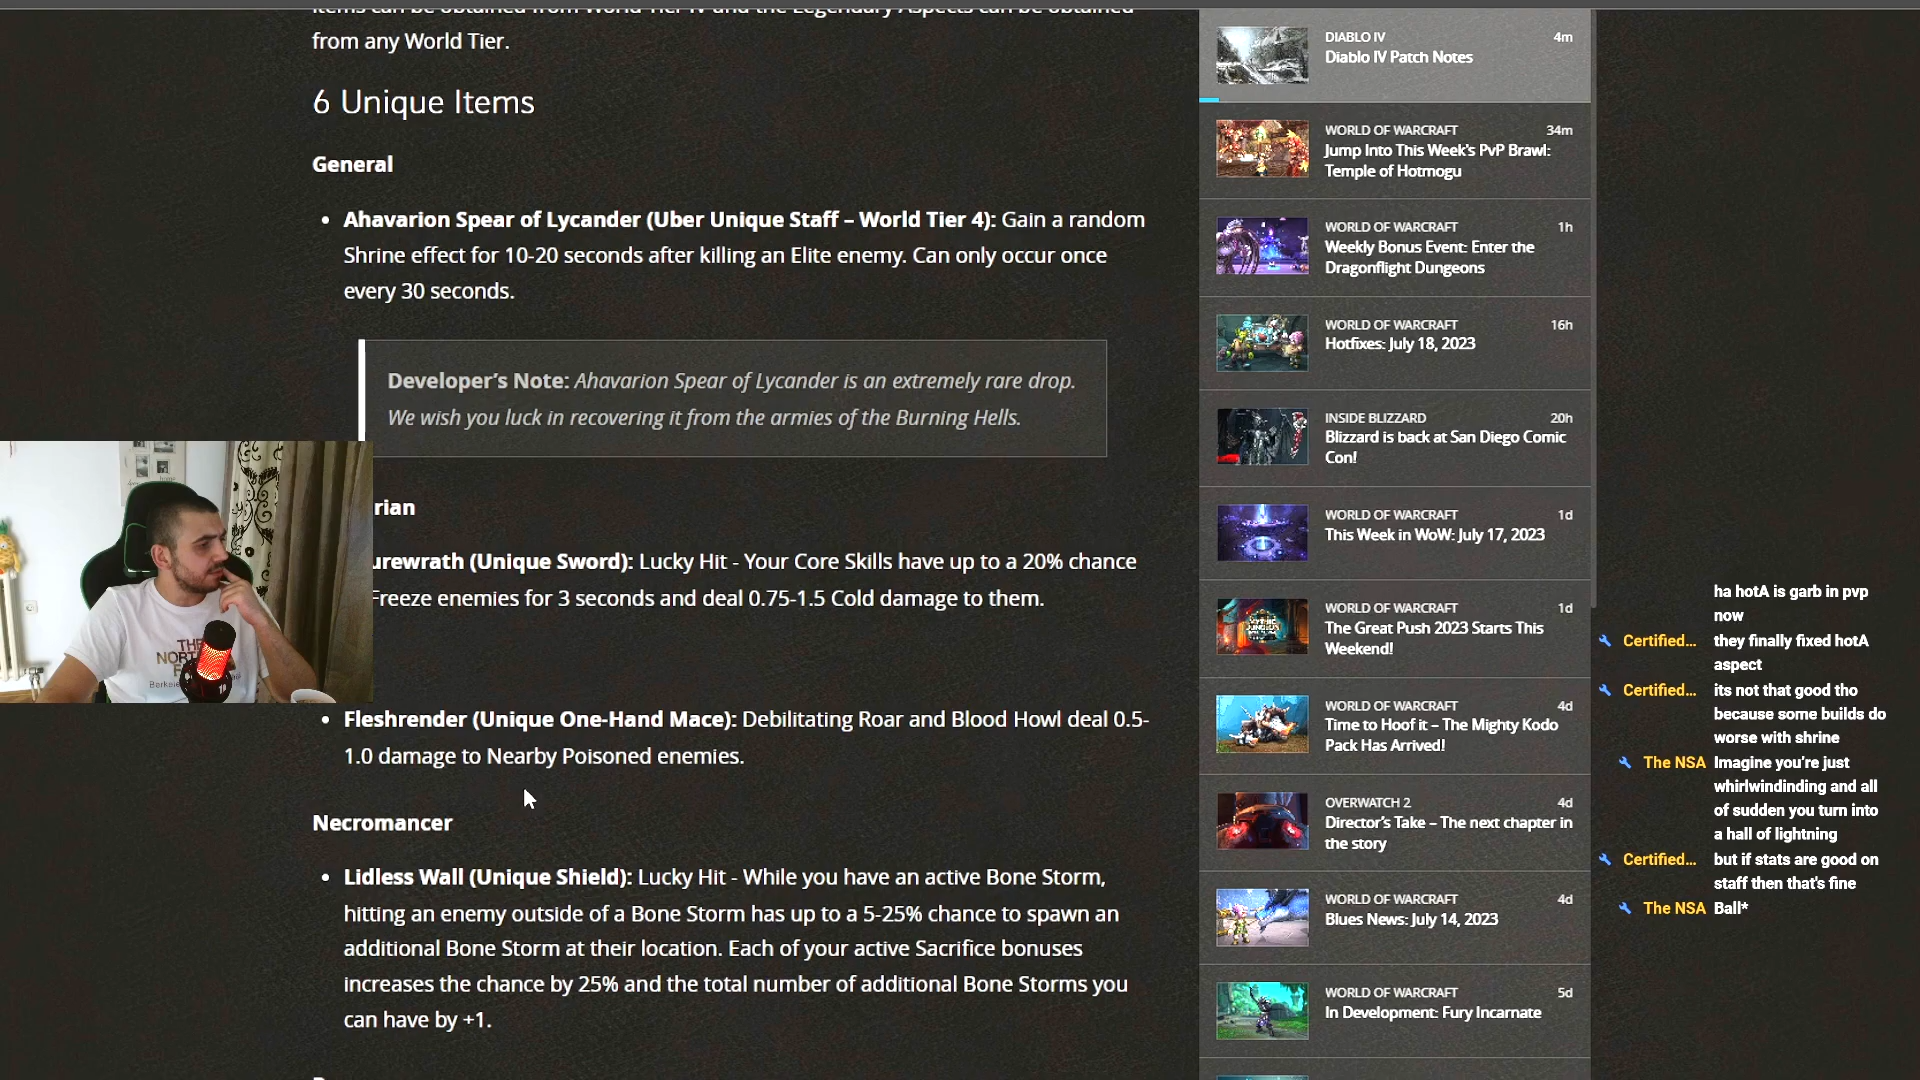 Items can be obtained from World Tier IV and the Legendary Aspects can be obtained
from any World Tier.
6 Unique Items
General
• Ahavarion Spear of Lycander (Uber Unique Staff – World Tier 4): Gain a random
Shrine effect for 10-20 seconds after killing an Elite enemy. Can only occur once
every 30 seconds.
Developer's Note: Ahavarion Spear of Lycander is an extremely rare drop.
We wish you luck in recovering it from the armies of the Burning Hells.
rian
urewrath (Unique Sword): Lucky Hit - Your Core Skills have up to a 20% chance
Freeze enemies for 3 seconds and deal 0.75-1.5 Cold damage to them.
• Fleshrender (Unique One-Hand Mace): Debilitating Roar and Blood Howl deal 0.5-
1.0 damage to Nearby Poisoned enemies.
Necromancer
• Lidless Wall (Unique Shield): Lucky Hit - While you have an active Bone Storm,
hitting an enemy outside of a Bone Storm has up to a 5-25% chance to spawn an
additional Bone Storm at their location. Each of your active Sacrifice bonuses
increases the chance by 25% and the total number of additional Bone Storms you
can have by +1.
THE
NORT
DIABLO IV 4m
Diablo IV Patch Notes
WORLD OF WARCRAFT 34m
Jump Into This Week's PvP Brawl:
Temple of Hotmogu
WORLD OF WARCRAFT 1h
Weekly Bonus Event: Enter the
Dragonflight Dungeons
WORLD OF WARCRAFT 16h
Hotfixes: July 18, 2023
INSIDE BLIZZARD 20h
Blizzard is back at San Diego Comic
Con!
WORLD OF WARCRAFT 1d
This Week in WoW: July 17, 2023
WORLD OF WARCRAFT 1d
The Great Push 2023 Starts This
Weekend!
WORLD OF WARCRAFT 4d
Time to Hoof it – The Mighty Kodo
Pack Has Arrived!
OVERWATCH 2 4d
Director's Take – The next chapter in
the story
WORLD OF WARCRAFT 4d
Blues News: July 14, 2023
WORLD OF WARCRAFT 5d
In Development: Fury Incarnate
ha hotA is garb in pvp
now
Certified... they finally fixed hotA
aspect
Certified... its not that good tho
because some builds do
worse with shrine
The NSA Imagine you're just
whirlwindinding and all
of sudden you turn into
a hall of lightning
Certified... but if stats are good on
staff then that's fine
The NSA Ball*